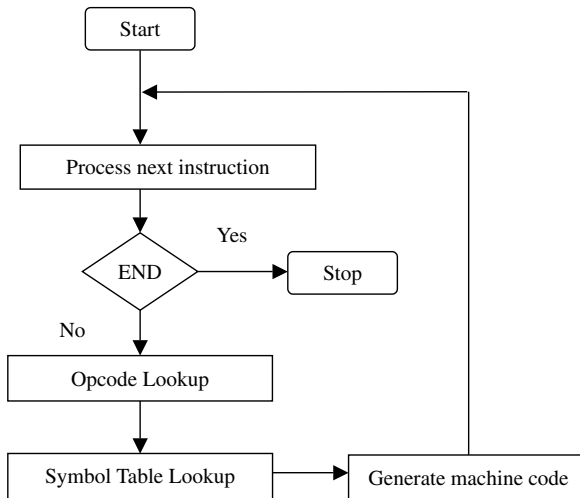 Start
Process next instruction
Yes
END
Stop
No
Opcode Lookup
Symbol Table Lookup
Generate machine code